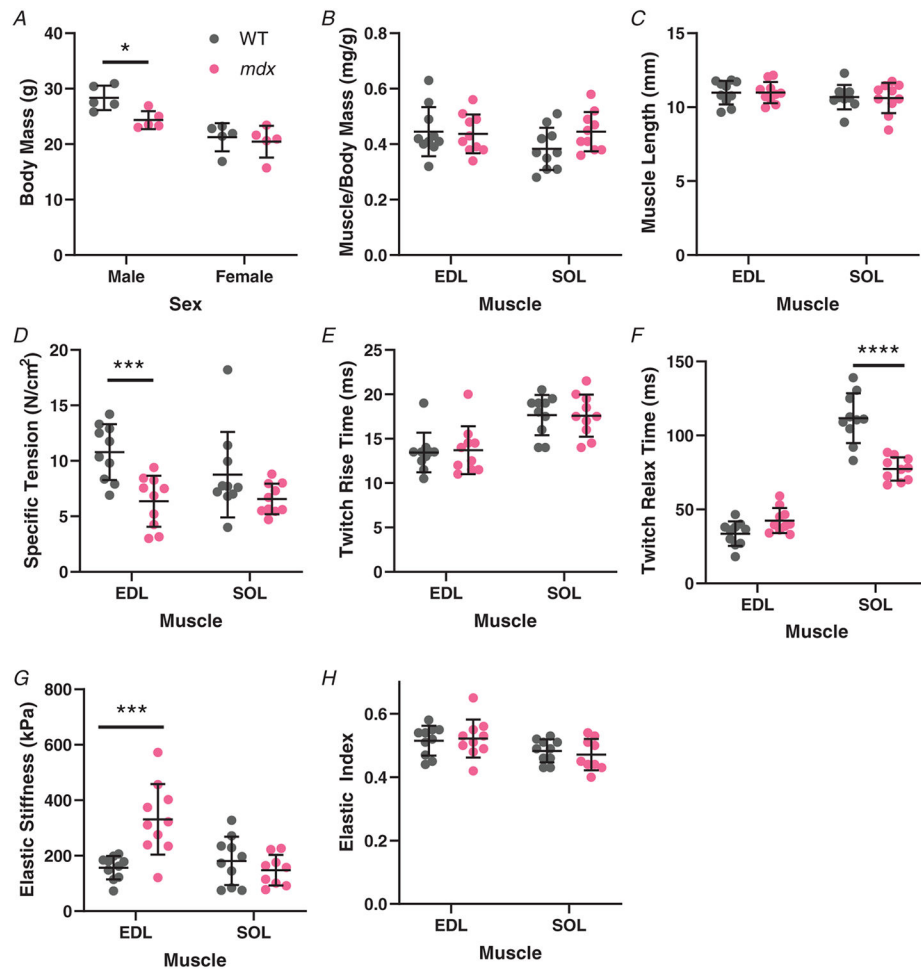 A
Body Mass (g)
40
30
20
10
0
*
WT
mdx
Male
Female
Sex
B
Muscle/Body Mass (mg/g)
0.8
0.6
0.4
0.2
0.0
EDL
SOL
Muscle
C
Muscle Length (mm)
15
10
5
0
EDL
SOL
Muscle
D
Specific Tension (N/cm²)
20
15
10
5
0
***
EDL
SOL
Muscle
E
Twitch Rise Time (ms)
25
20
15
10
5
0
EDL
SOL
Muscle
F
Twitch Relax Time (ms)
150
100
50
0
****
EDL
SOL
Muscle
G
Elastic Stiffness (kPa)
800
600
400
200
0
***
EDL
SOL
Muscle
H
Elastic Index
0.6
0.4
0.2
0.0
EDL
SOL
Muscle